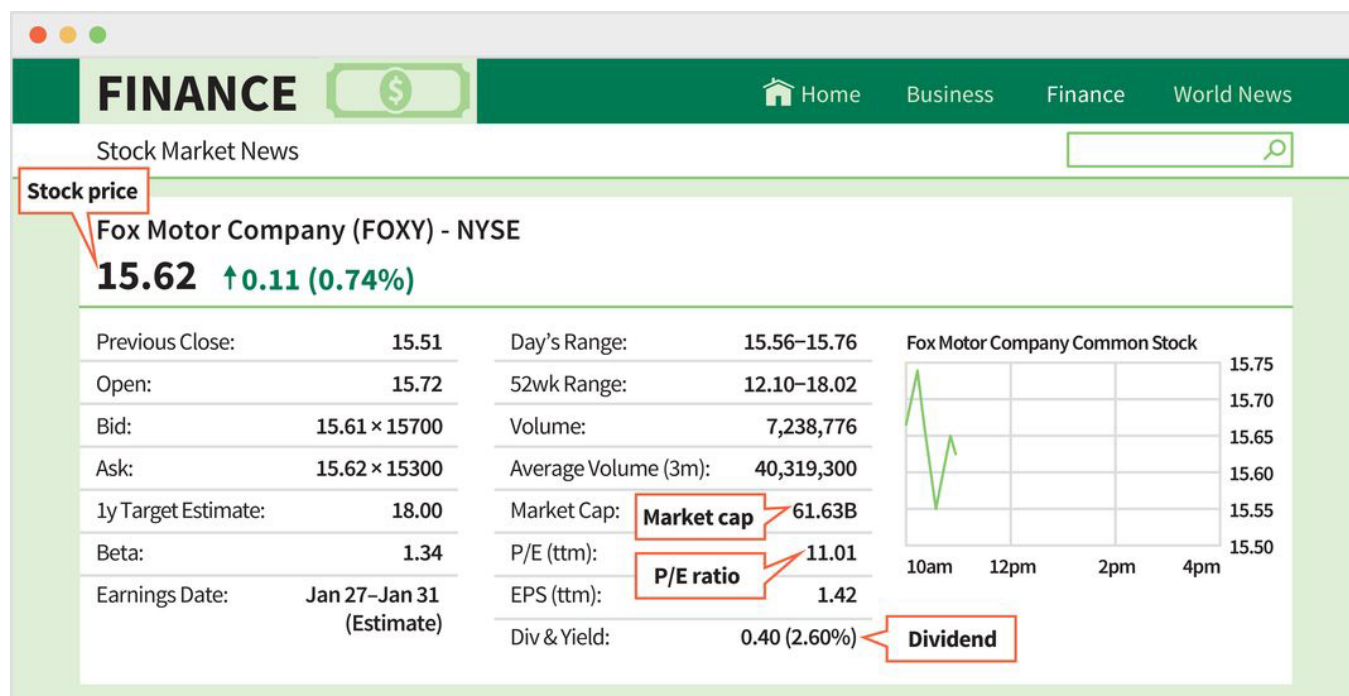 FINANCE $
Home Business Finance World News
Stock Market News
Stock price
Fox Motor Company (FOXY) - NYSE
15.62 ↑0.11 (0.74%)
Previous Close: 15.51
Open: 15.72
Bid: 15.61 × 15700
Ask: 15.62 × 15300
1y Target Estimate: 18.00
Beta: 1.34
Earnings Date: Jan 27–Jan 31
(Estimate)
Day's Range: 15.56–15.76
52wk Range: 12.10–18.02
Volume: 7,238,776
Average Volume (3m): 40,319,300
Market Cap: Market cap 61.63B
P/E (ttm): 11.01
P/E ratio
EPS (ttm): 1.42
Div & Yield: 0.40 (2.60%) Dividend
Fox Motor Company Common Stock
15.75
15.70
15.65
15.60
15.55
15.50
10am 12pm 2pm 4pm